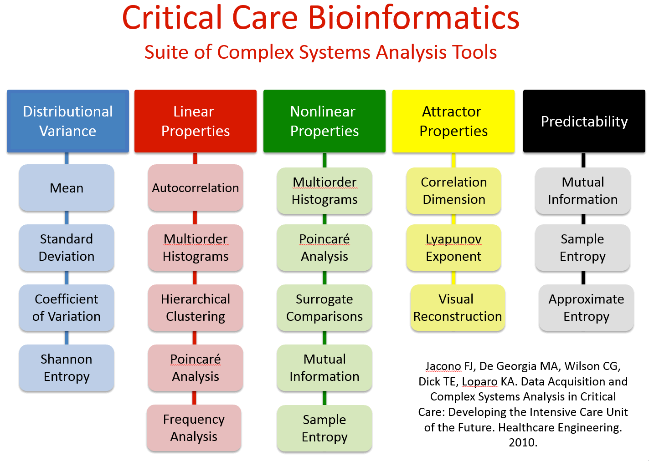 Critical Care Bioinformatics
Suite of Complex Systems Analysis Tools
Distributional
Variance
Mean
Standard
Deviation
Coefficient
of Variation
Shannon
Entropy
Linear
Properties
Autocorrelation
Multiorder
Histograms
Hierarchical
Clustering
Poincaré
Analysis
Frequency
Analysis
Nonlinear
Properties
Multiorder
Histograms
Poincaré
Analysis
Surrogate
Comparisons
Mutual
Information
Sample
Entropy
Attractor
Properties
Correlation
Dimension
Lyapunov
Exponent
Visual
Reconstruction
Predictability
Mutual
Information
Sample
Entropy
Approximate
Entropy
Jacono FJ, De Georgia MA, Wilson CG,
Dick TE, Loparo KA. Data Acquisition and
Complex Systems Analysis in Critical
Care: Developing the Intensive Care Unit
of the Future. Healthcare Engineering.
2010.